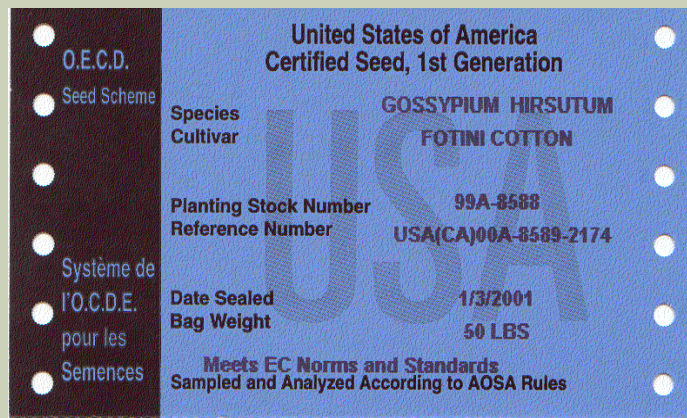 O.E.C.D.
Seed Scheme
Système de
l'O.C.D.E.
pour les
Semences
United States of America
Certified Seed, 1st Generation
Species GOSSYPIUM HIRSUTUM
Cultivar FOTINI COTTON
Planting Stock Number 99A-8588
Reference Number USA(CA)00A-8589-2174
Date Sealed 1/3/2001
Bag Weight 50 LBS
Meets EC Norms and Standards
Sampled and Analyzed According to AOSA Rules
USA